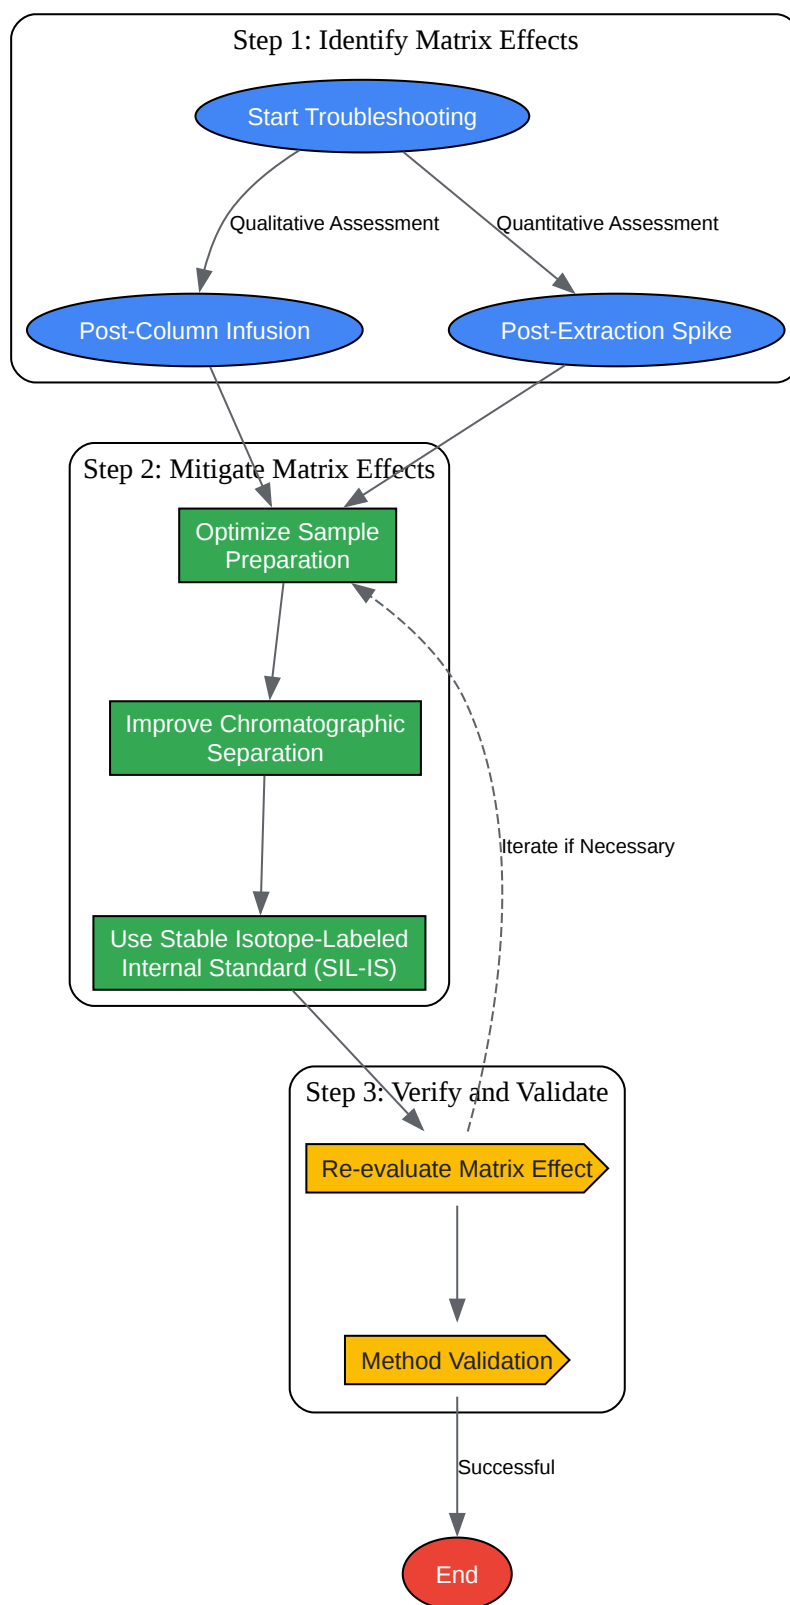 Step 1: Identify Matrix Effects
Start Troubleshooting
Qualitative Assessment
Quantitative Assessment
Post-Column Infusion
Post-Extraction Spike
Step 2: Mitigate Matrix Effects
Optimize Sample
Preparation
Improve Chromatographic
Separation
Iterate if Necessary
Use Stable Isotope-Labeled
Internal Standard (SIL-IS)
Step 3: Verify and Validate
Re-evaluate Matrix Effect
Method Validation
Successful
End